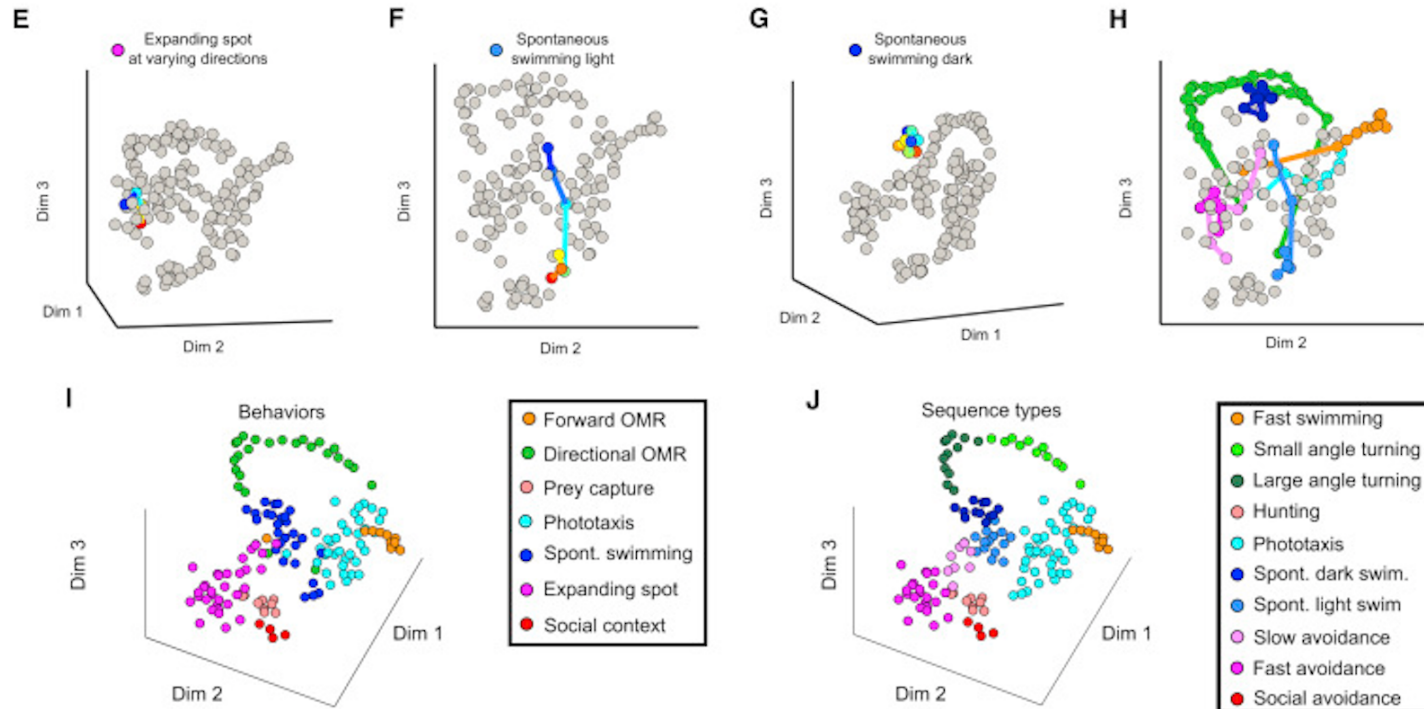 E
Expanding spot
at varying directions
Dim 3
Dim 1
Dim 2
F
Spontaneous
swimming light
Dim 3
Dim 2
G
Spontaneous
swimming dark
Dim 3
Dim 2
Dim 1
H
Dim 3
Dim 2
I
Behaviors
Dim 3
Dim 2
Dim 1
Forward OMR
Directional OMR
Prey capture
Phototaxis
Spont. swimming
Expanding spot
Social context
J
Sequence types
Dim 3
Dim 2
Dim 1
Fast swimming
Small angle turning
Large angle turning
Hunting
Phototaxis
Spont. dark swim.
Spont. light swim
Slow avoidance
Fast avoidance
Social avoidance